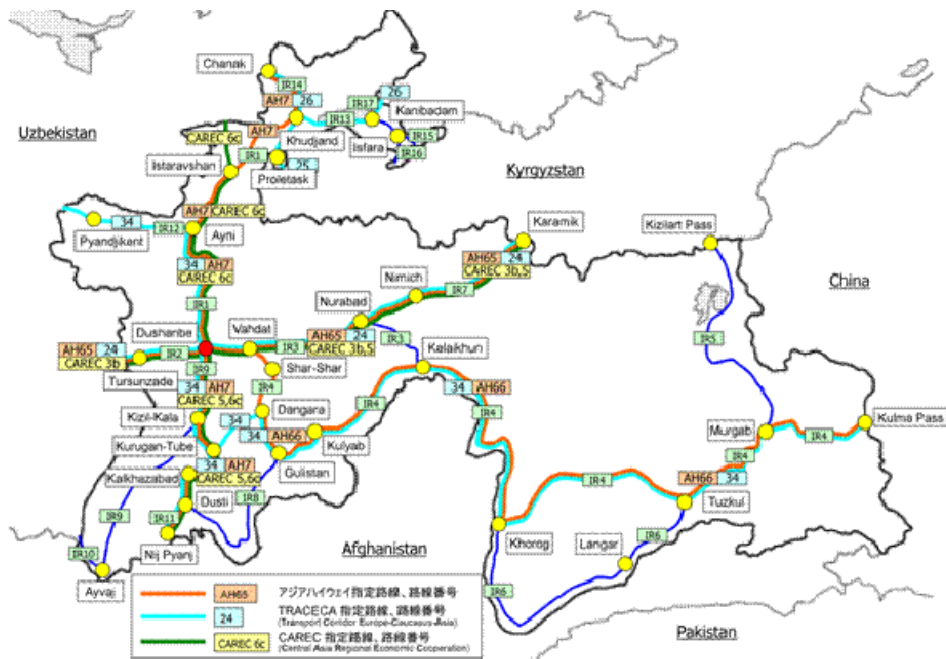 Chanak
IR14
AH7
26
26
IR17
Kanibadam
Uzbekistan
AH7
IR13
CAREC 6c
Khudjand
Isfara
IR15
IR1
IR16
Istaravshan
Proletask
25
Kyrgyzstan
AH7
CAREC 6c
Karamik
Kizilart Pass
34
IR12
Pyandjikent
Ayni
AH65
24
34
AH7
CAREC 3b,5
CAREC 6c
Nimich
China
IR7
Nurabad
IR1
Dushanbe
Wahdat
AH65
24
IR3
IR5
AH65
24
IR2
IR3
CAREC 3b,5
CAREC 3b
Shar-Shar
Kalaikhun
Tursunzade
IR9
34
AH7
IR4
34
AH66
CAREC 5,6c
Dangara
IR4
IR4
Kizil-Kala
34
Kulma Pass
Kurugan-Tube
34
AH66
Kulyab
Murgab
IR4
IR4
34
AH7
Gulistan
Kalkhazabad
CAREC 5,6c
AH66
34
IR4
Dusti
IR8
Tuzkul
IR9
IR11
Khorog
Langar
IR6
Nij Pyanj
Afghanistan
IR10
Ayvaj
IR6
AH65
アジアハイウェイ指定路線、路線番号
24
TRACECA 指定路線、路線番号
(Transport Corridor Europe-Caucasus-Asia)
CAREC 6c
CAREC 指定路線、路線番号
(Central Asia Regional Economic Cooperation)
Pakistan